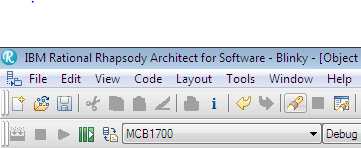 IBM Rational Rhapsody Architect for Software - Blinky - [Object
File Edit View Code Layout Tools Window Help
MCB1700 Debug